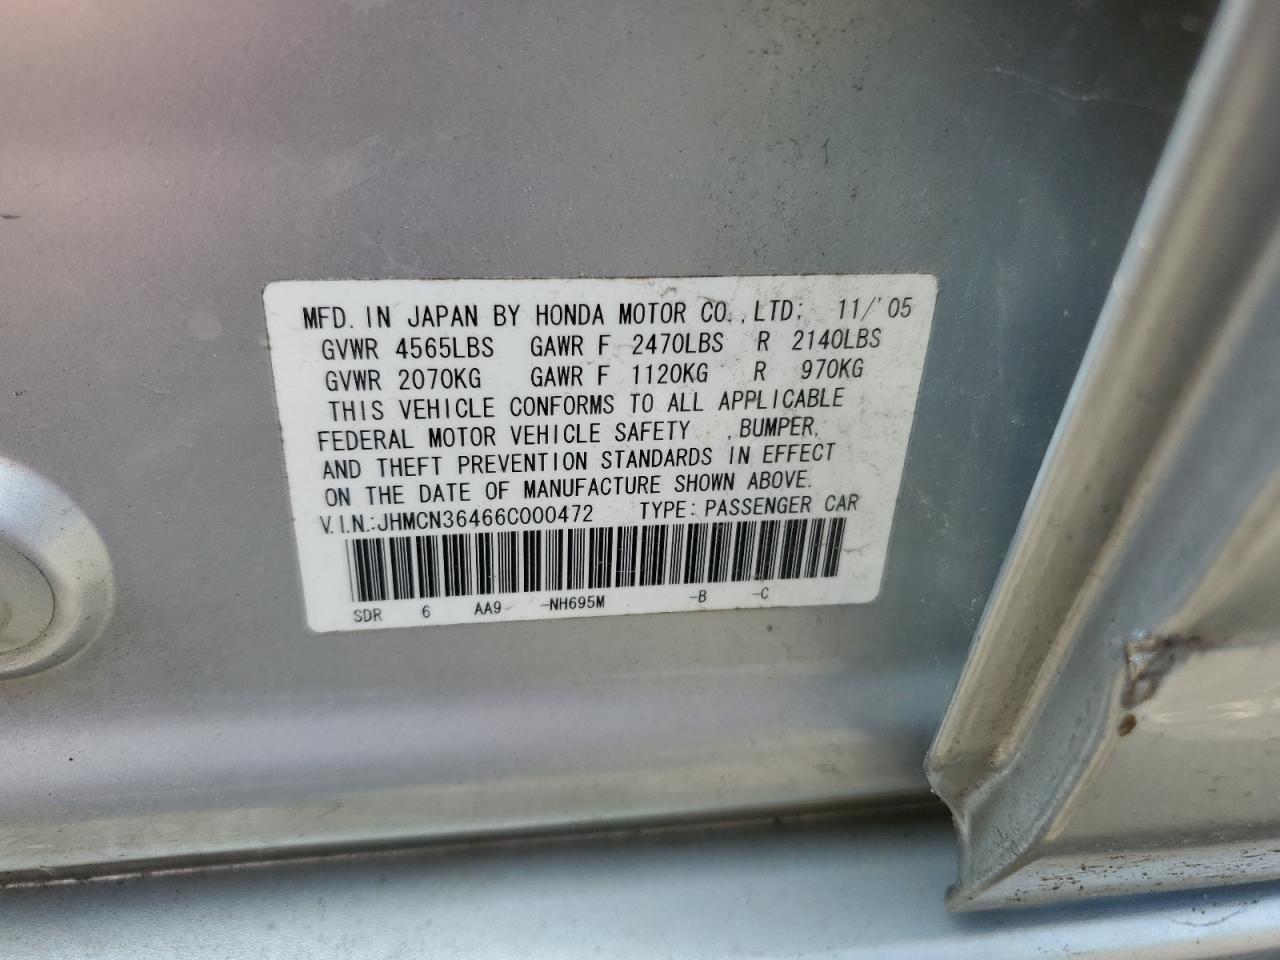 MFD. IN JAPAN BY HONDA MOTOR CO.,LTD; 11/'05
GVWR 4565LBS GAWR F 2470LBS R 2140LBS
GVWR 2070KG GAWR F 1120KG R 970KG
THIS VEHICLE CONFORMS TO ALL APPLICABLE
FEDERAL MOTOR VEHICLE SAFETY ,BUMPER,
AND THEFT PREVENTION STANDARDS IN EFFECT
ON THE DATE OF MANUFACTURE SHOWN ABOVE.
V.I.N.:JHMCN36466C000472 TYPE:PASSENGER CAR
SDR 6 AA9 -NH695M -B -C